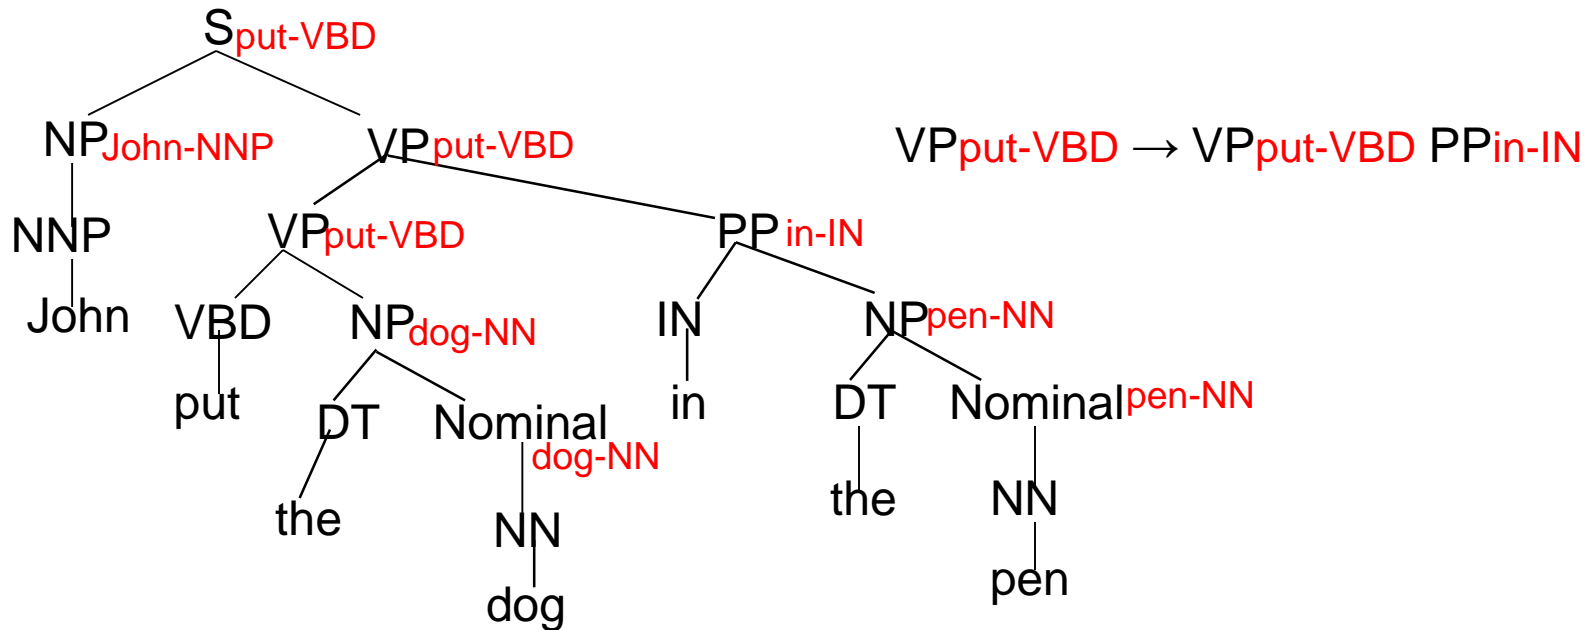 Sput-VBD
NPJohn-NNP VPput-VBD VPput-VBD → VPput-VBD PPin-IN
NNP VPput-VBD PP in-IN
John VBD NPdog-NN IN NPpen-NN
put DT Nominaldog-NN in DT Nominalpen-NN
the NN the NN
dog pen